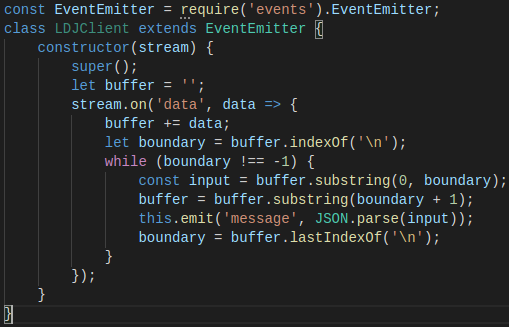 const EventEmitter = require('events').EventEmitter;
class LDJClient extends EventEmitter {
    constructor(stream) {
        super();
        let buffer = '';
        stream.on('data', data => {
            buffer += data;
            let boundary = buffer.indexOf('\n');
            while (boundary !== -1) {
                const input = buffer.substring(0, boundary);
                buffer = buffer.substring(boundary + 1);
                this.emit('message', JSON.parse(input));
                boundary = buffer.lastIndexOf('\n');
            }
        });
    }
}